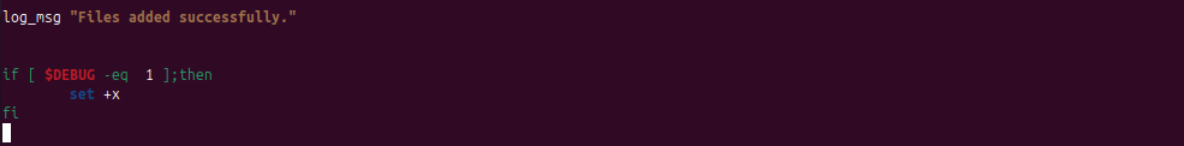 log_msg "Files added successfully."
if [ $DEBUG -eq  1 ];then
        set +x
fi